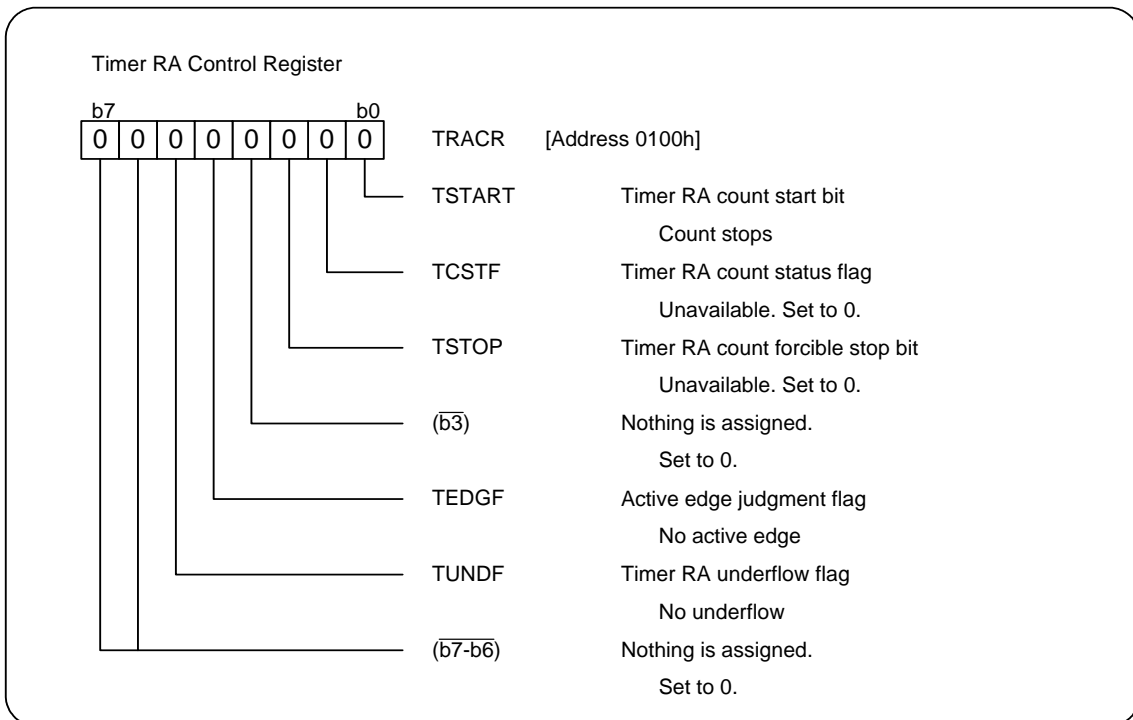 Timer RA Control Register
b7 b0
0 0 0 0 0 0 0 0 TRACR [Address 0100h]
TSTART Timer RA count start bit
Count stops
TCSTF Timer RA count status flag
Unavailable. Set to 0.
TSTOP Timer RA count forcible stop bit
Unavailable. Set to 0.
(b3) Nothing is assigned.
Set to 0.
TEDGF Active edge judgment flag
No active edge
TUNDF Timer RA underflow flag
No underflow
(b7-b6) Nothing is assigned.
Set to 0.